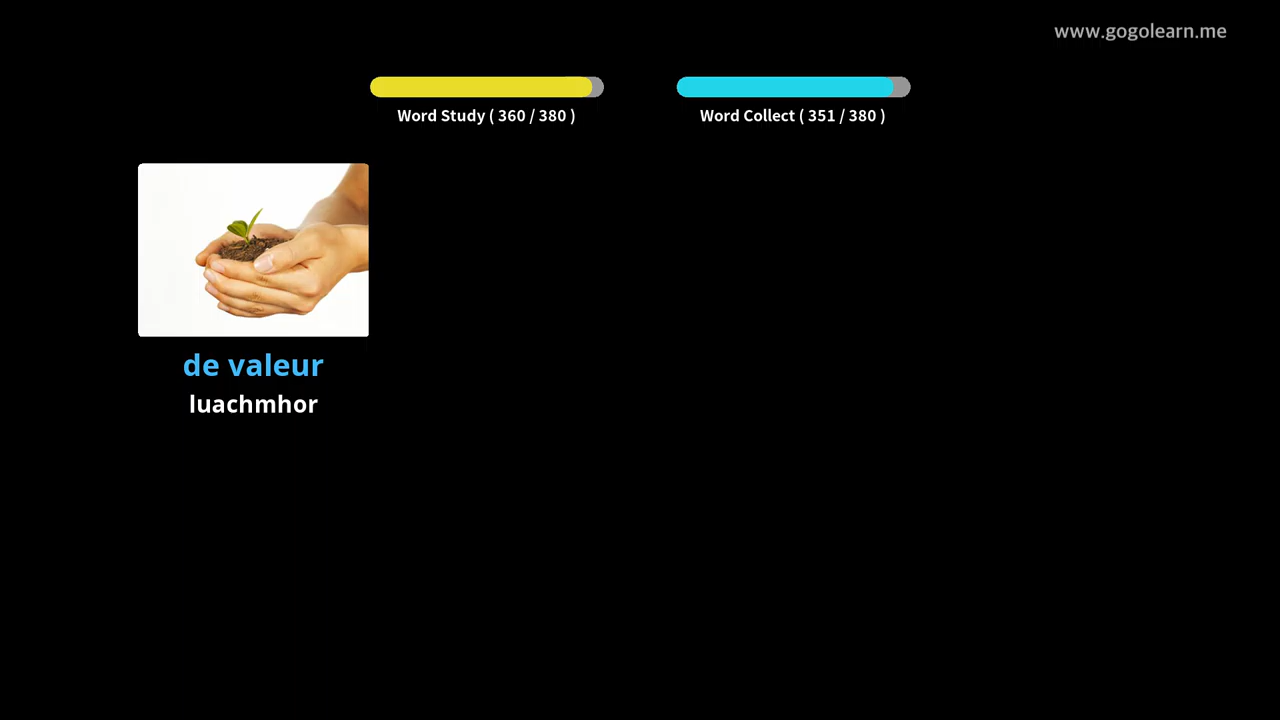 www.gogolearn.me
Word Study ( 360 / 380 )
Word Collect ( 351 / 380 )
de valeur
luachmhor